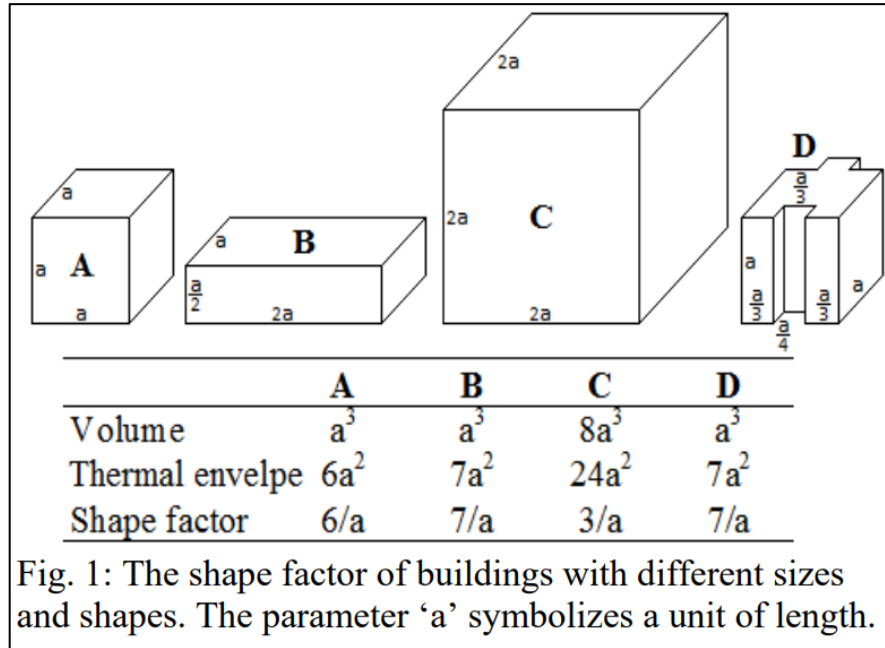 2a
D
a
a/3
a
B
2a
C
a
A
a/2
a
a/3
a/3
a
a
2a
2a
a/4
A B C D
Volume a³ a³ 8a³ a³
Thermal envelpe 6a² 7a² 24a² 7a²
Shape factor 6/a 7/a 3/a 7/a
Fig. 1: The shape factor of buildings with different sizes
and shapes. The parameter ‘a’ symbolizes a unit of length.